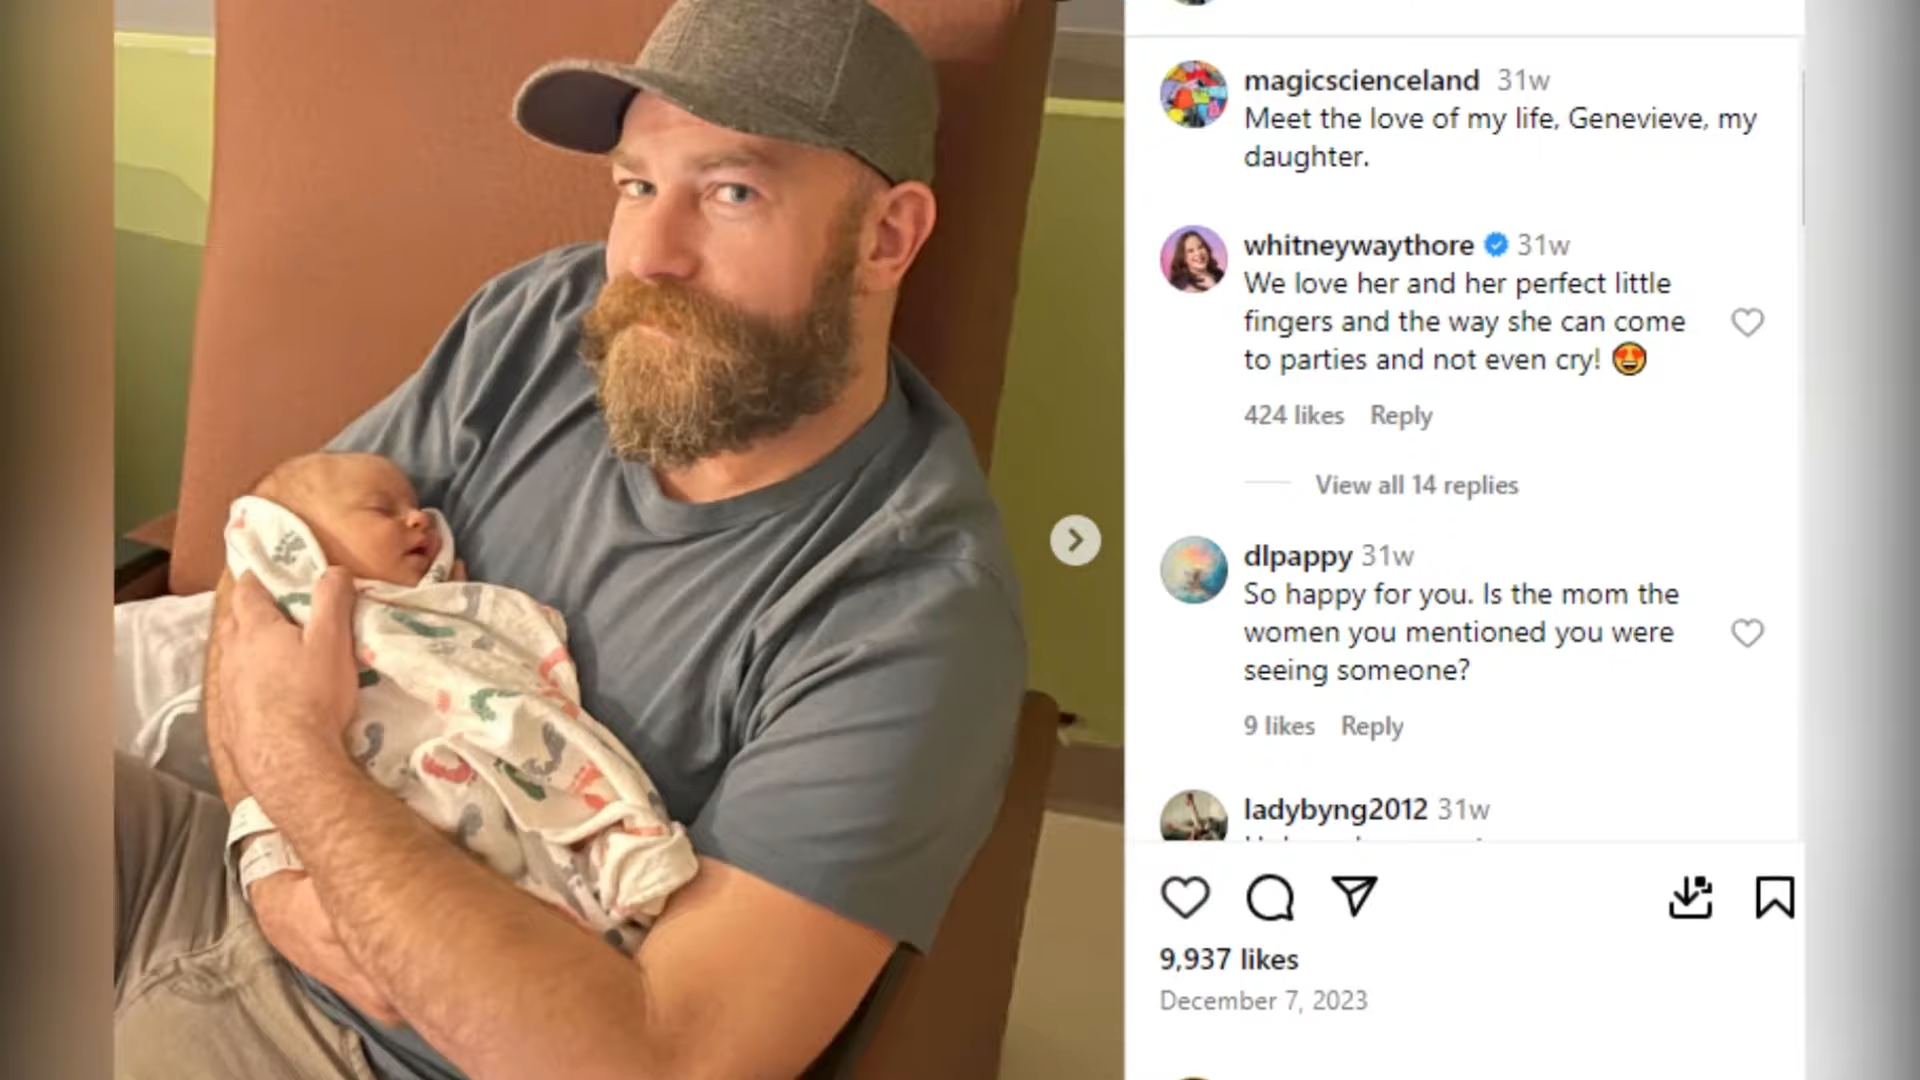 magicscienceland 31w
Meet the love of my life, Genevieve, my
daughter.
whitneywaythore 31w
We love her and her perfect little
fingers and the way she can come
to parties and not even cry! 😍
424 likes Reply
View all 14 replies
dlpappy 31w
So happy for you. Is the mom the
women you mentioned you were
seeing someone?
9 likes Reply
ladybyng2012 31w
9,937 likes
December 7, 2023